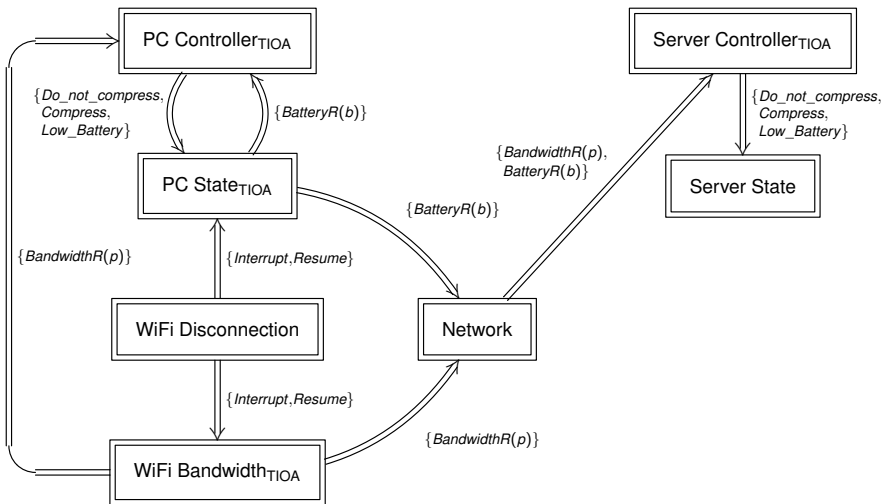 PC Controller_TIOA
Server Controller_TIOA
{Do_not_compress,
Compress,
Low_Battery}
{BatteryR(b)}
{Do_not_compress,
Compress,
Low_Battery}
{BandwidthR(p),
BatteryR(b)}
PC State_TIOA
Server State
{BatteryR(b)}
{BandwidthR(p)}
{Interrupt,Resume}
WiFi Disconnection
Network
{Interrupt,Resume}
{BandwidthR(p)}
WiFi Bandwidth_TIOA